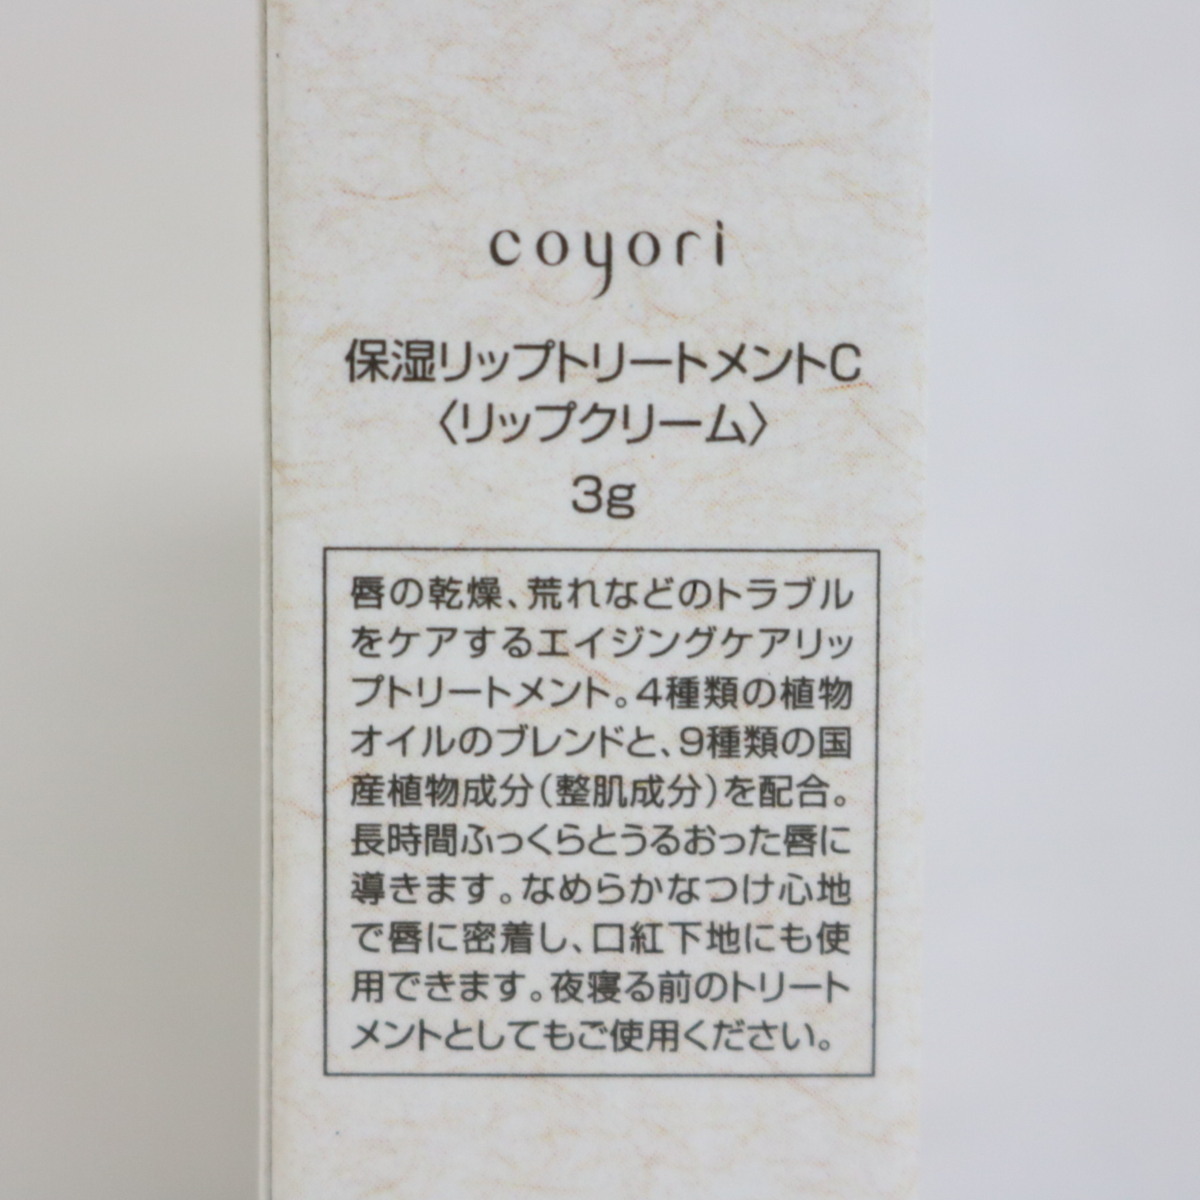 coyori
保湿リップトリートメントC
〈リップクリーム〉
3g
唇の乾燥、荒れなどのトラブル
をケアするエイジングケアリッ
プトリートメント。4種類の植物
オイルのブレンドと、9種類の国
産植物成分(整肌成分)を配合。
長時間ふっくらとうるおった唇に
導きます。なめらかなつけ心地
で唇に密着し、口紅下地にも使
用できます。夜寝る前のトリート
メントとしてもご使用ください。